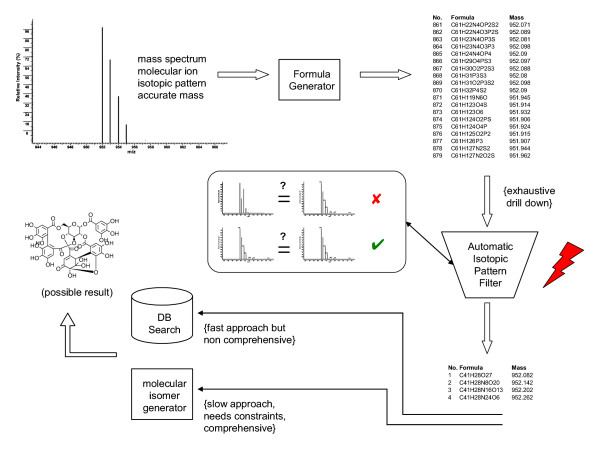 mass spectrum
molecular ion
isotopic pattern
accurate mass
Relative Intensity (%)
m/z
Formula
Generator
No. Formula Mass
861 C61H22N4OP2S2 952.071
862 C61H22N4O3P2S 952.089
863 C61H23N4OP3S 952.081
864 C61H23N4O3P3 952.098
865 C61H24N4OP4 952.09
866 C61H29O4PS3 952.097
867 C61H30O2P2S3 952.088
868 C61H31P3S3 952.08
869 C61H31O2P3S2 952.098
870 C61H32P4S2 952.09
871 C61H119N6O 951.945
872 C61H123O4S 951.914
873 C61H123O6 951.932
874 C61H124O2PS 951.906
875 C61H124O4P 951.924
876 C61H125O2P2 951.915
877 C61H126P3 951.907
878 C61H127N2S2 951.944
879 C61H127N2O2S 951.962
{exhaustive
drill down}
?
=
?
=
Automatic
Isotopic
Pattern
Filter
(possible result)
DB
Search
{fast approach but
non comprehensive}
molecular
isomer
generator
{slow approach,
needs constraints,
comprehensive}
No. Formula Mass
1 C41H28O27 952.082
2 C41H28N8O20 952.142
3 C41H28N16O13 952.202
4 C41H28N24O6 952.262